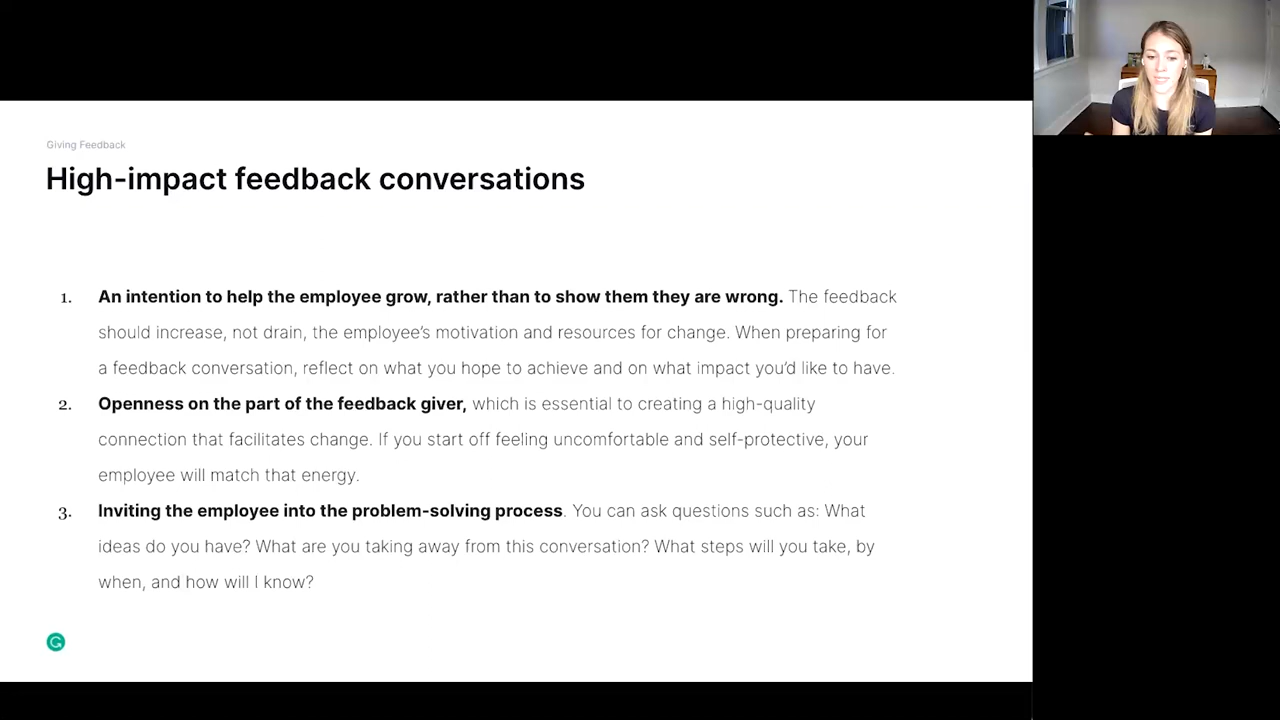 Giving Feedback
High-impact feedback conversations
1. An intention to help the employee grow, rather than to show them they are wrong. The feedback
should increase, not drain, the employee’s motivation and resources for change. When preparing for
a feedback conversation, reflect on what you hope to achieve and on what impact you’d like to have.
2. Openness on the part of the feedback giver, which is essential to creating a high-quality
connection that facilitates change. If you start off feeling uncomfortable and self-protective, your
employee will match that energy.
3. Inviting the employee into the problem-solving process. You can ask questions such as: What
ideas do you have? What are you taking away from this conversation? What steps will you take, by
when, and how will I know?